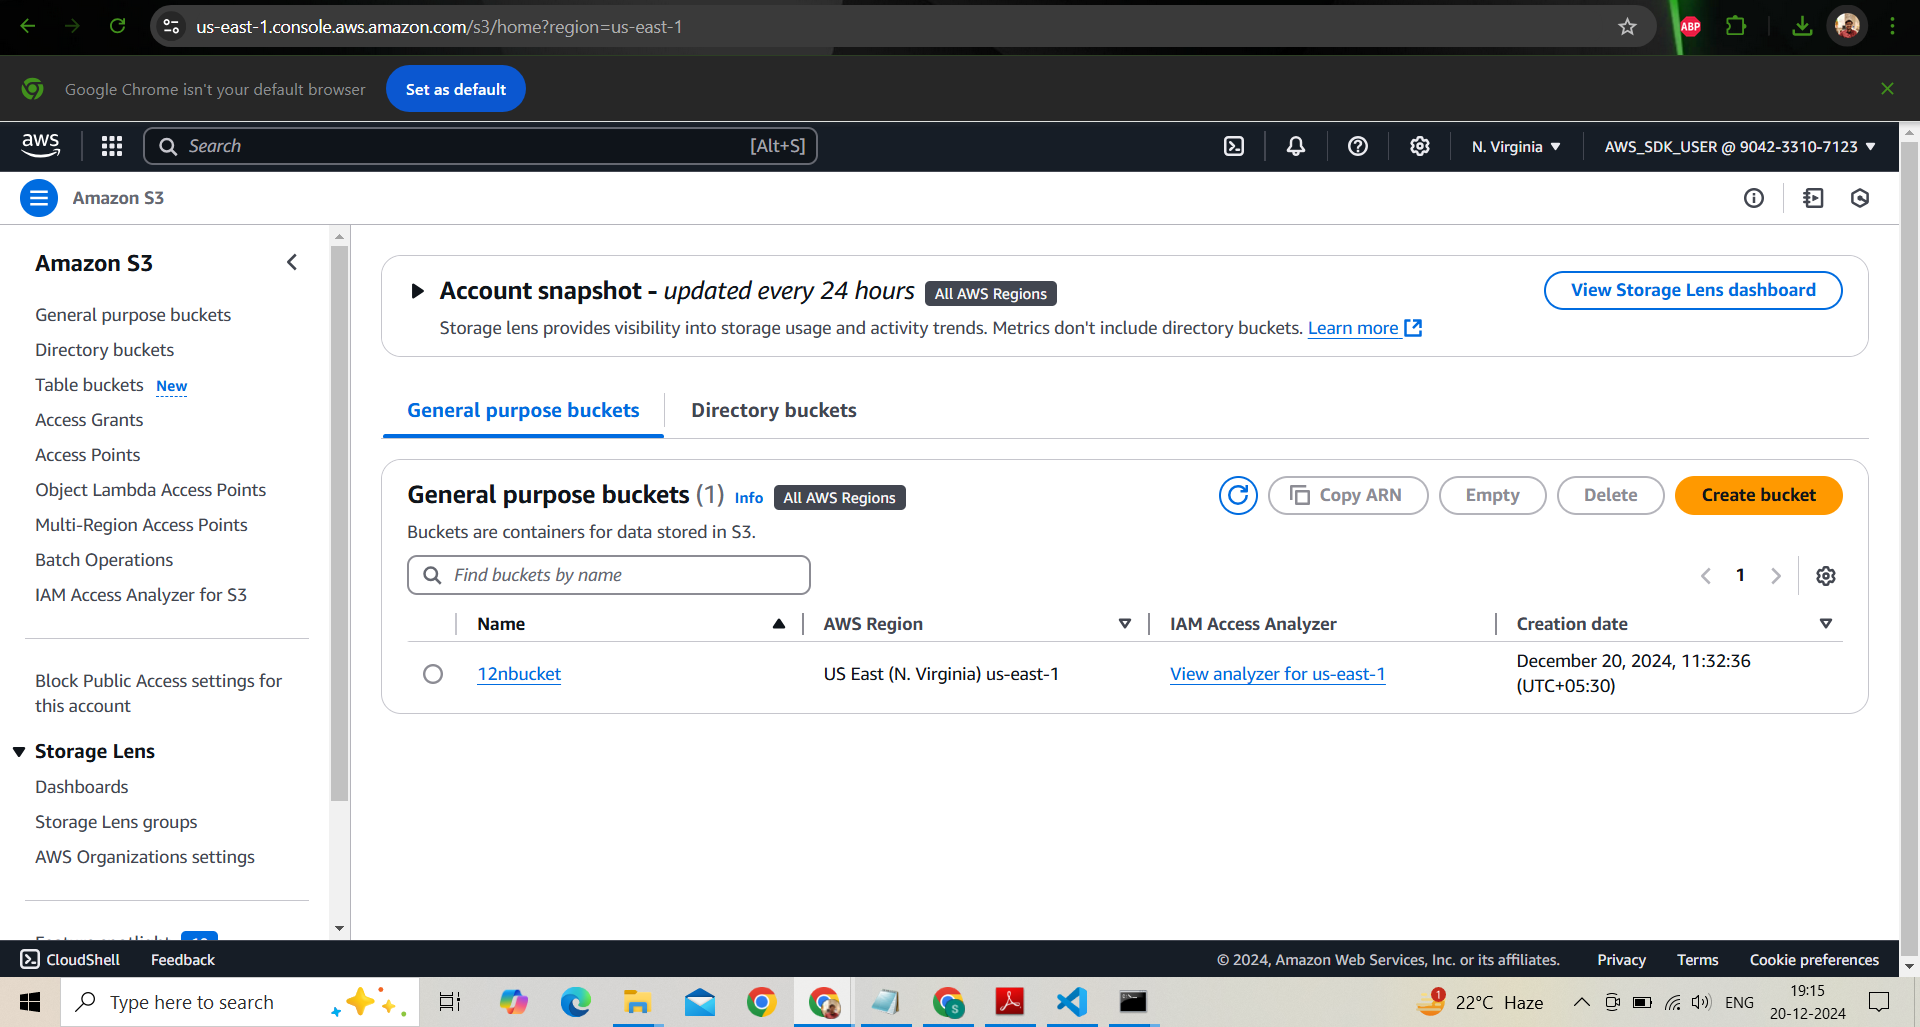 us-east-1.console.aws.amazon.com/s3/home?region=us-east-1
ABP
Google Chrome isn't your default browser
Set as default
aws
Search
[Alt+S]
N. Virginia
AWS_SDK_USER @ 9042-3310-7123
Amazon S3
Amazon S3
General purpose buckets
Directory buckets
Table buckets New
Access Grants
Access Points
Object Lambda Access Points
Multi-Region Access Points
Batch Operations
IAM Access Analyzer for S3
Block Public Access settings for
this account
Storage Lens
Dashboards
Storage Lens groups
AWS Organizations settings
Account snapshot - updated every 24 hours All AWS Regions
View Storage Lens dashboard
Storage lens provides visibility into storage usage and activity trends. Metrics don't include directory buckets. Learn more
General purpose buckets
Directory buckets
General purpose buckets (1) Info All AWS Regions
Copy ARN
Empty
Delete
Create bucket
Buckets are containers for data stored in S3.
Find buckets by name
1
Name
AWS Region
IAM Access Analyzer
Creation date
12nbucket
US East (N. Virginia) us-east-1
View analyzer for us-east-1
December 20, 2024, 11:32:36
(UTC+05:30)
CloudShell
Feedback
© 2024, Amazon Web Services, Inc. or its affiliates.
Privacy
Terms
Cookie preferences
Type here to search
S
1
22°C Haze
ENG
19:15
20-12-2024